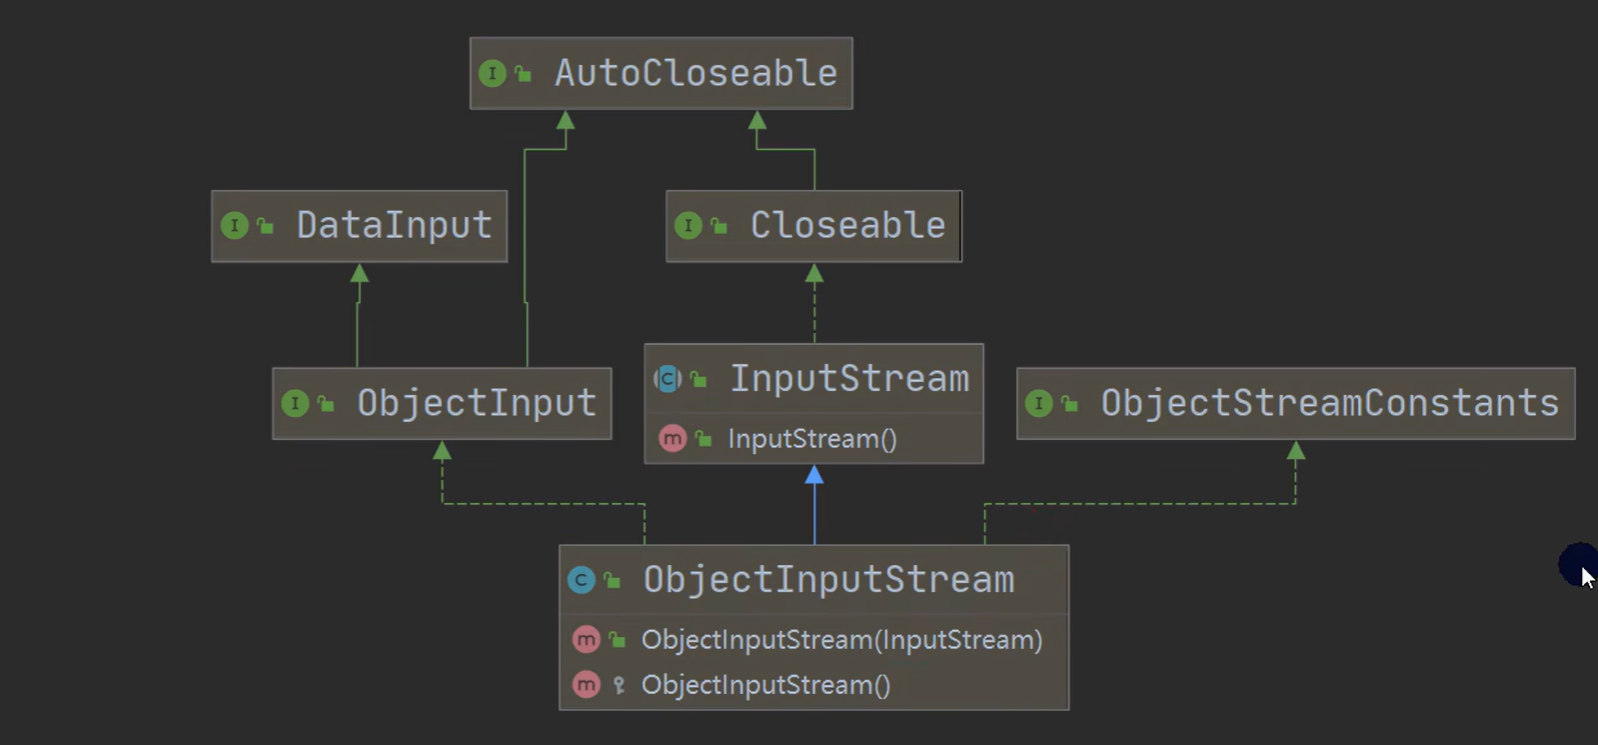 AutoCloseable
DataInput
Closeable
ObjectInput
InputStream
InputStream()
ObjectStreamConstants
ObjectInputStream
ObjectInputStream(InputStream)
ObjectInputStream()